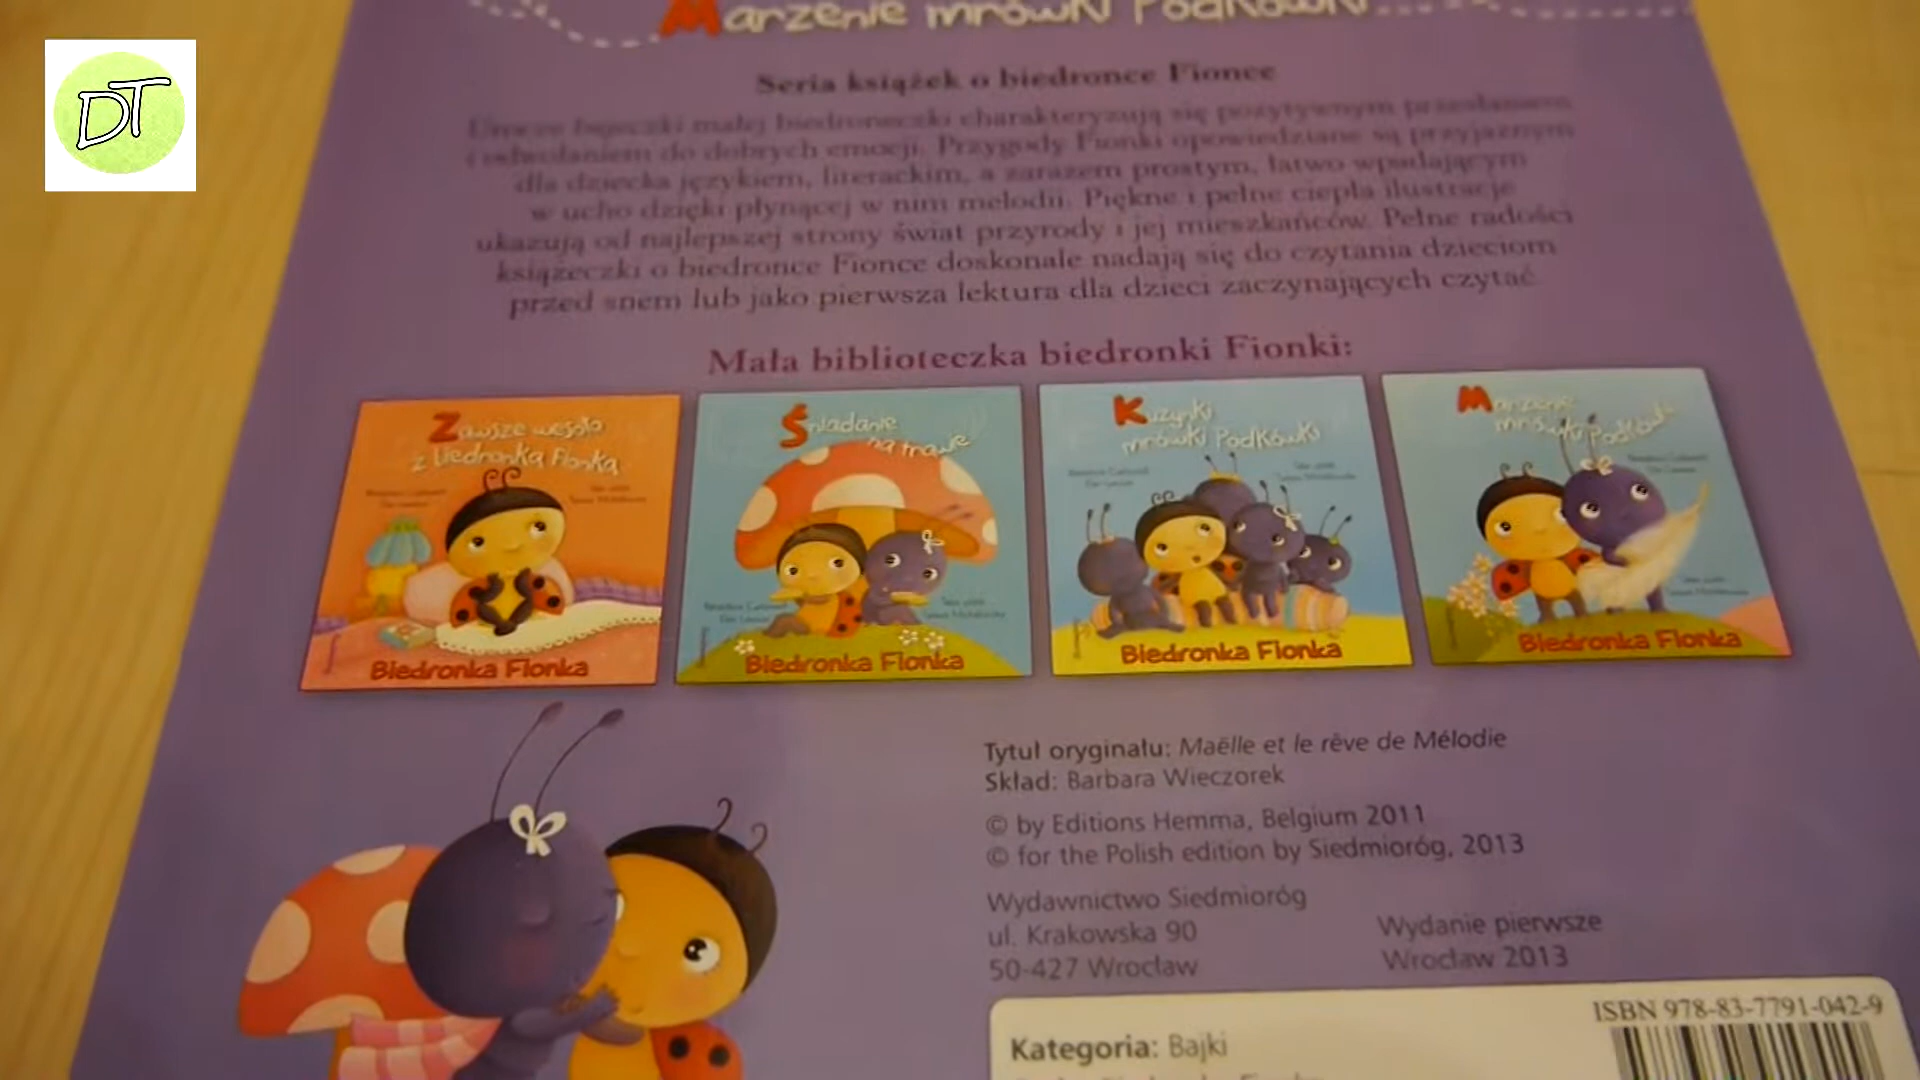 DT
Marzenie mrówki Podkówki
Seria książek o biedronce Fionce
Urocze bajeczki małej biedroneczki charakteryzują się pozytywnym przesłaniem
i odwołaniem do dobrych emocji. Przygody Fionki opowiedziane są przyjaznym
dla dziecka językiem, literackim, a zarazem prostym, łatwo wpadającym
w ucho dzięki płynącej w nim melodii. Piękne i pełne ciepła ilustracje
ukazują od najlepszej strony świat przyrody i jej mieszkańców. Pełne radości
książeczki o biedronce Fionce doskonale nadają się do czytania dzieciom
przed snem lub jako pierwsza lektura dla dzieci zaczynających czytać.
Mała biblioteczka biedronki Fionki:
Zawsze wesoło
z biedronką Fionką
Biedronka Fionka
Śniadanie
na trawie
Biedronka Fionka
Kuzynki
mrówki Podkówki
Biedronka Fionka
Marzenie
mrówki Podkówki
Biedronka Fionka
Tytuł oryginału: Maëlle et le rêve de Mélodie
Skład: Barbara Wieczorek
© by Editions Hemma, Belgium 2011
© for the Polish edition by Siedmioróg, 2013
Wydawnictwo Siedmioróg
ul. Krakowska 90
50-427 Wrocław
Wydanie pierwsze
Wrocław 2013
ISBN 978-83-7791-042-9
Kategoria: Bajki